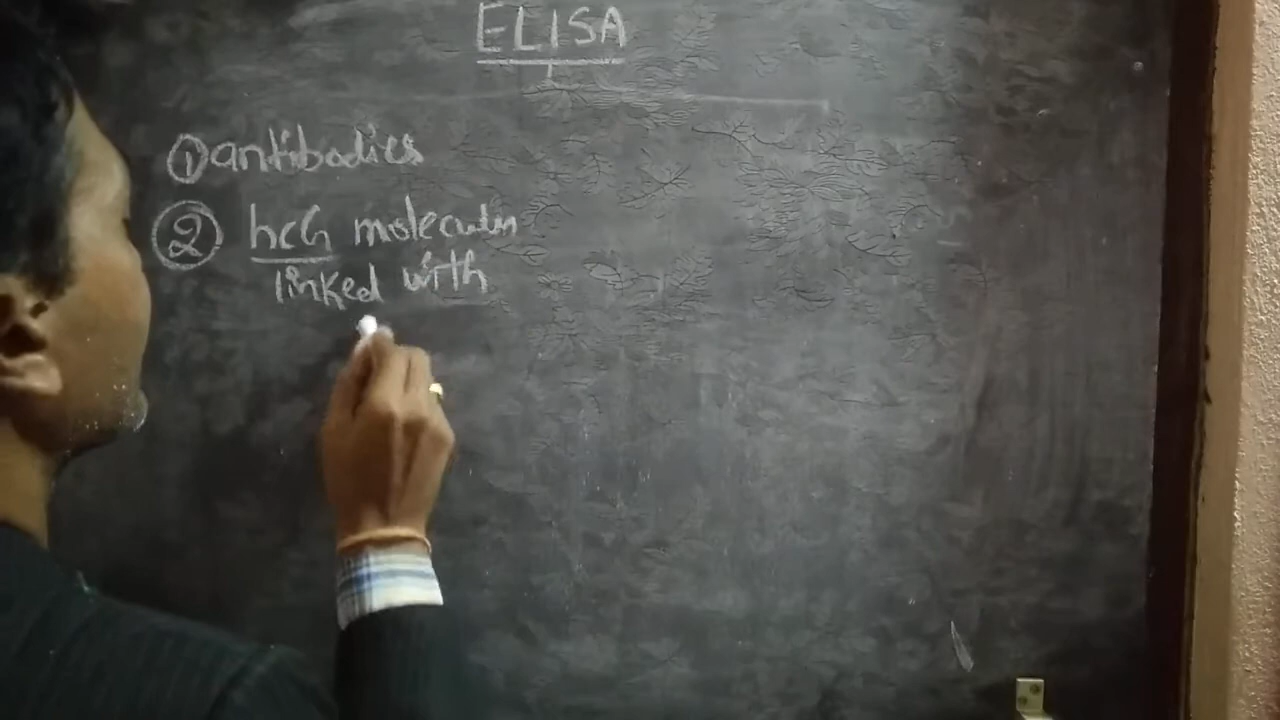 ELISA
① antibodies
② hCG molecules
linked with